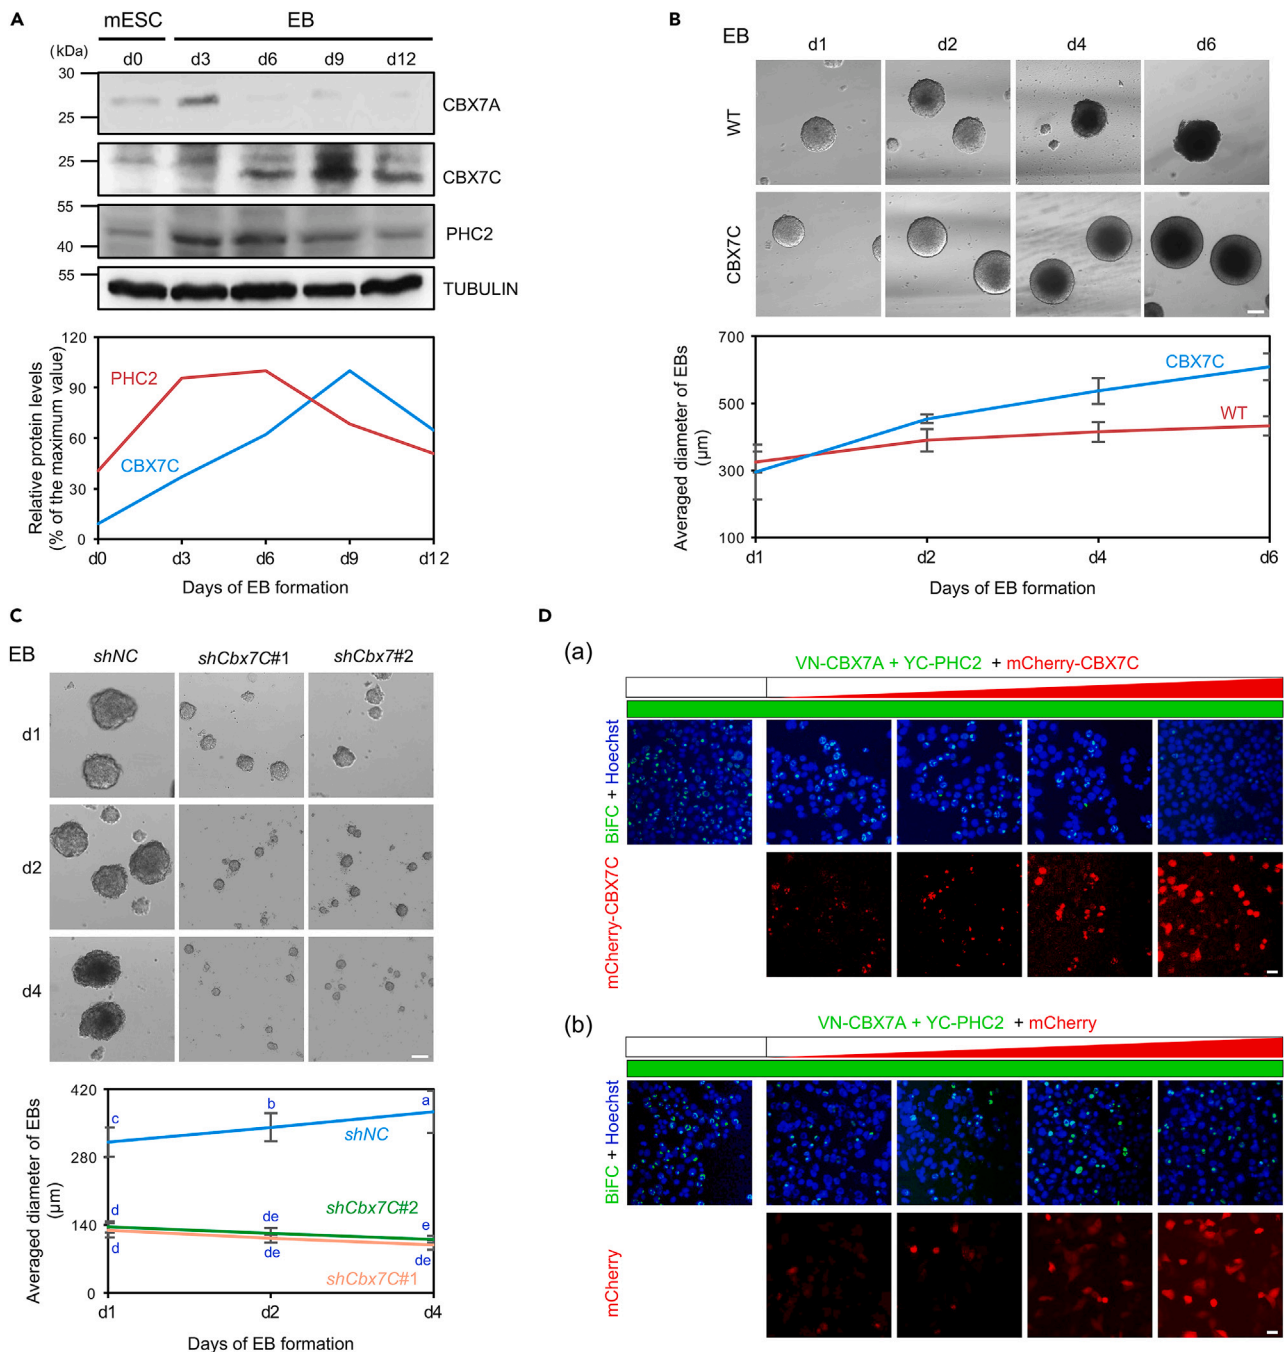 A
mESC EB
(kDa) d0 d3 d6 d9 d12
30
25
CBX7A
25
CBX7C
55
40
PHC2
55
TUBULIN
Relative protein levels
(% of the maximum value)
120
90
60
30
0
PHC2
CBX7C
d0 d3 d6 d9 d12
Days of EB formation
B
EB d1 d2 d4 d6
WT
CBX7C
Averaged diameter of EBs
(µm)
700
500
300
100
CBX7C
WT
d1 d2 d4 d6
Days of EB formation
C
EB shNC shCbx7C#1 shCbx7#2
d1
d2
d4
Averaged diameter of EBs
(µm)
420
280
140
0
c b a
shNC
shCbx7C#2
d de e
d de de
shCbx7C#1
d1 d2 d4
Days of EB formation
D
(a)
VN-CBX7A + YC-PHC2 + mCherry-CBX7C
BiFC + Hoechst
mCherry-CBX7C
(b)
VN-CBX7A + YC-PHC2 + mCherry
BiFC + Hoechst
mCherry